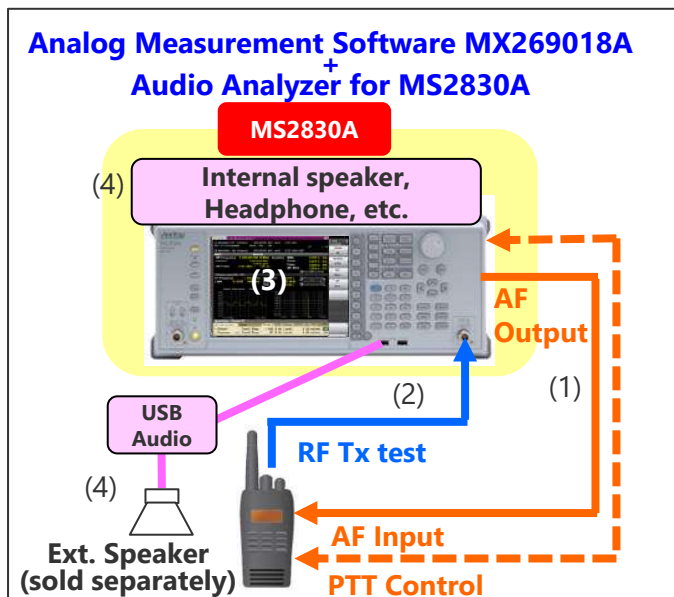 Analog Measurement Software MX269018A
+
Audio Analyzer for MS2830A
MS2830A
(4)
Internal speaker,
Headphone, etc.
(3)
AF
Output
(1)
(2)
USB
Audio
RF Tx test
(4)
AF Input
Ext. Speaker
(sold separately)
PTT Control